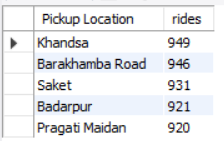 Pickup Location rides
Khandsa 949
Barakhamba Road 946
Saket 931
Badarpur 921
Pragati Maidan 920